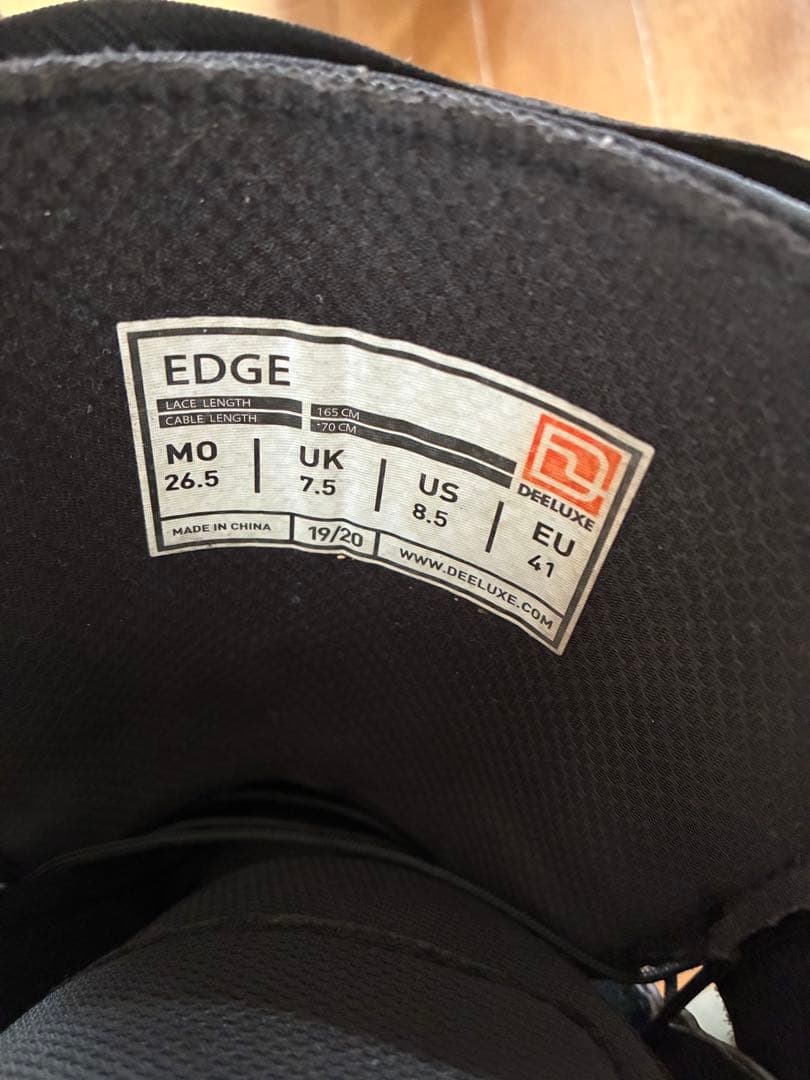 EDGE
LACE LENGTH 165 CM
CABLE LENGTH *70 CM
MO UK US EU
26.5 7.5 8.5 41
DEELUXE
MADE IN CHINA 19/20 WWW.DEELUXE.COM